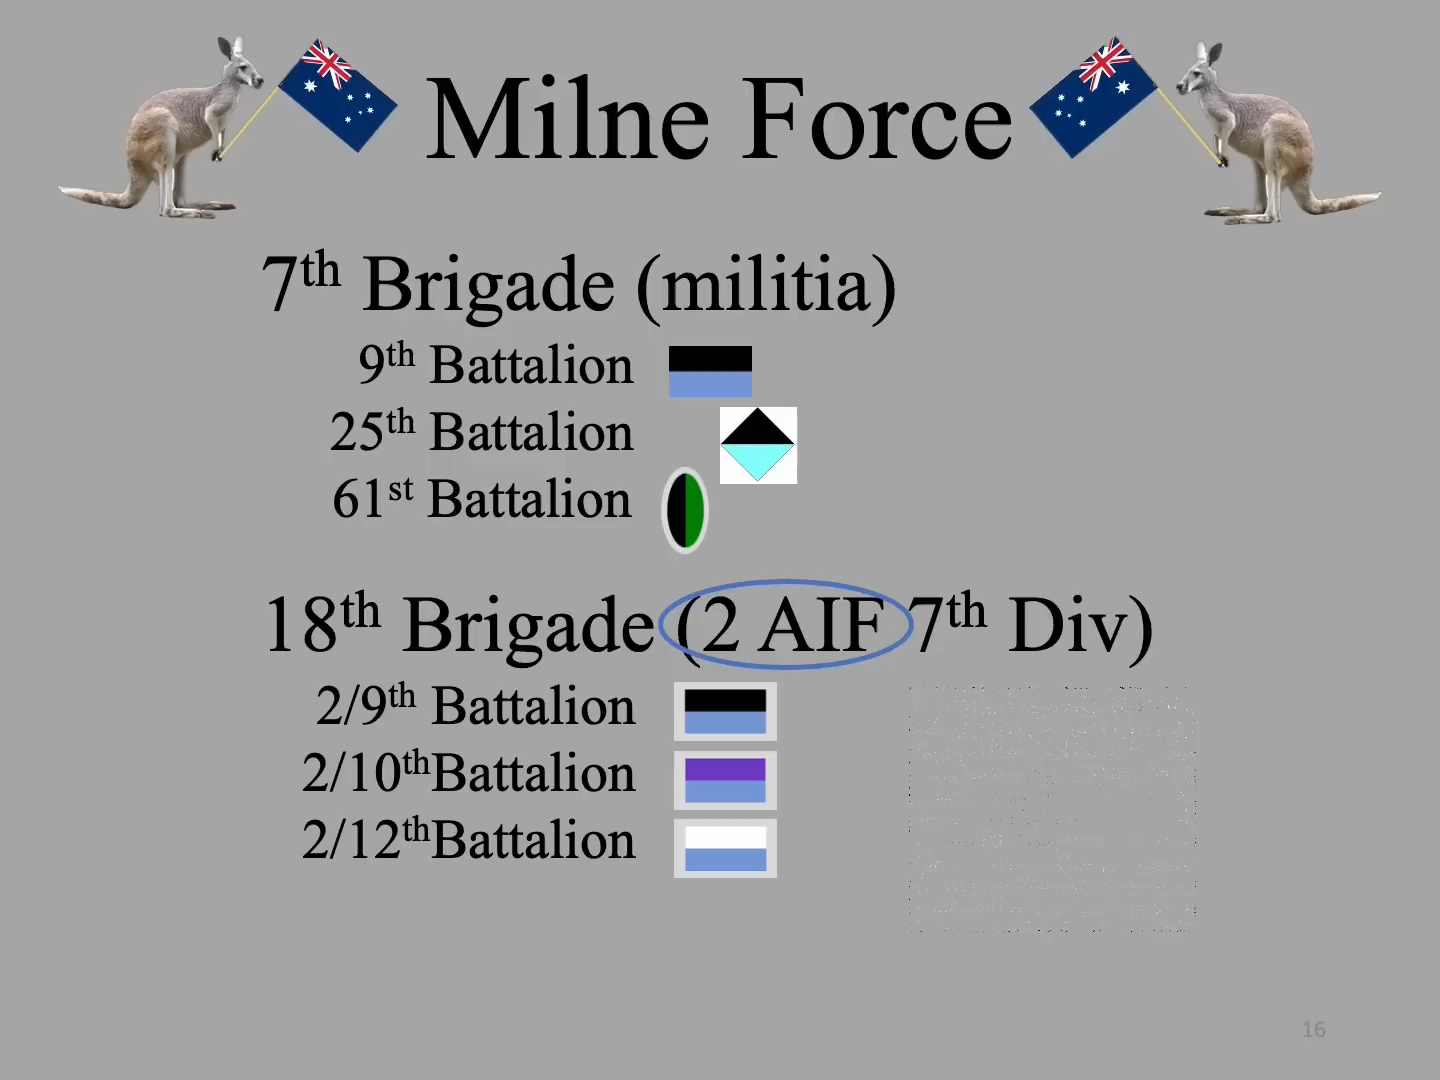 Milne Force
7th Brigade (militia)
9th Battalion
25th Battalion
61st Battalion
18th Brigade (2 AIF 7th Div)
2/9th Battalion
2/10thBattalion
2/12thBattalion
16